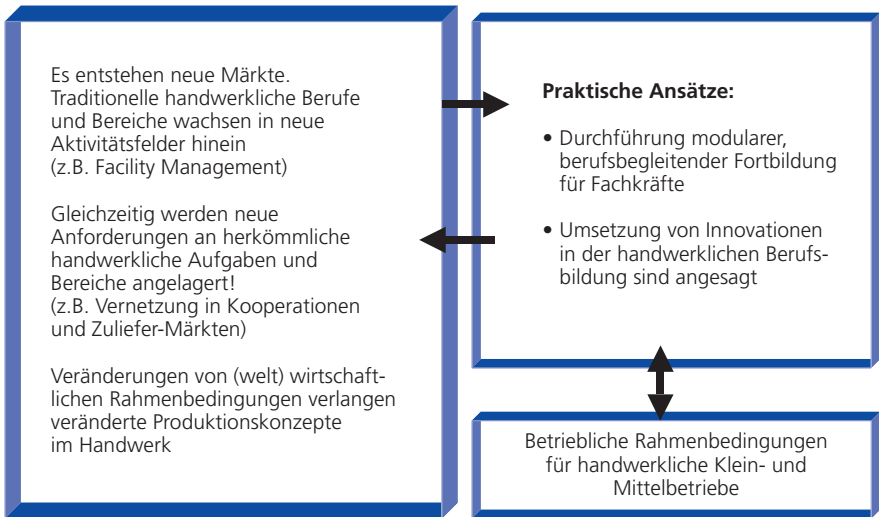 Es entstehen neue Märkte.
Traditionelle handwerkliche Berufe
und Bereiche wachsen in neue
Aktivitätsfelder hinein
(z.B. Facility Management)
Gleichzeitig werden neue
Anforderungen an herkömmliche
handwerkliche Aufgaben und
Bereiche angelagert!
(z.B. Vernetzung in Kooperationen
und Zuliefer-Märkten)
Veränderungen von (welt) wirtschaft-
lichen Rahmenbedingungen verlangen
veränderte Produktionskonzepte
im Handwerk
Praktische Ansätze:
• Durchführung modularer,
berufsbegleitender Fortbildung
für Fachkräfte
• Umsetzung von Innovationen
in der handwerklichen Berufs-
bildung sind angesagt
Betriebliche Rahmenbedingungen
für handwerkliche Klein- und
Mittelbetriebe